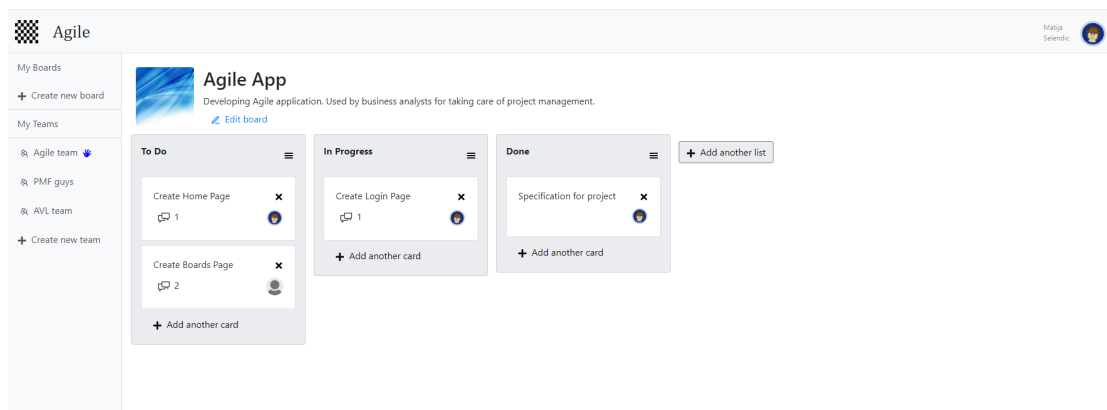 Agile
Matija
Selendic
My Boards
Create new board
My Teams
Agile team
PMF guys
AVL team
Create new team
Agile App
Developing Agile application. Used by business analysts for taking care of project management.
Edit board
To Do
Create Home Page
1
Create Boards Page
2
Add another card
In Progress
Create Login Page
1
Add another card
Done
Specification for project
Add another card
Add another list